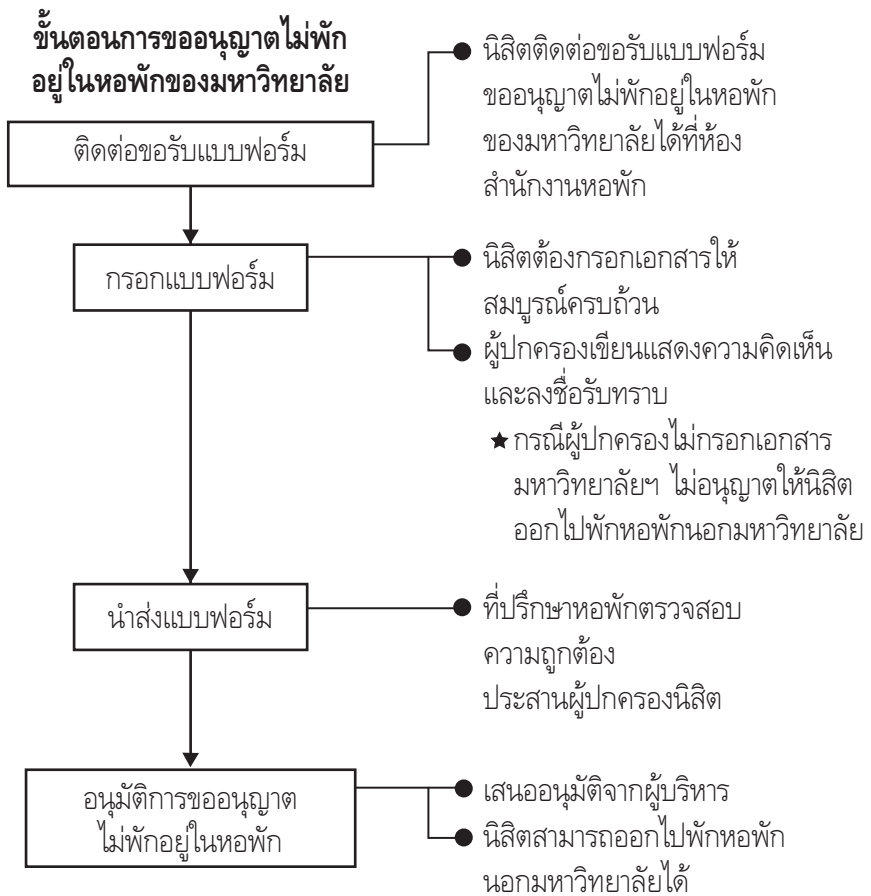 ขั้นตอนการขออนุญาตไม่พัก
อยู่ในหอพักของมหาวิทยาลัย
ติดต่อขอรับแบบฟอร์ม
นิสิตติดต่อขอรับแบบฟอร์ม
ขออนุญาตไม่พักอยู่ในหอพัก
ของมหาวิทยาลัยได้ที่ห้อง
สำนักงานหอพัก
กรอกแบบฟอร์ม
นิสิตต้องกรอกเอกสารให้
สมบูรณ์ครบถ้วน
ผู้ปกครองเขียนแสดงความคิดเห็น
และลงชื่อรับทราบ
กรณีผู้ปกครองไม่กรอกเอกสาร
มหาวิทยาลัยฯ ไม่อนุญาตให้นิสิต
ออกไปพักหอพักนอกมหาวิทยาลัย
นำส่งแบบฟอร์ม
ที่ปรึกษาหอพักตรวจสอบ
ความถูกต้อง
ประสานผู้ปกครองนิสิต
อนุมัติการขออนุญาต
ไม่พักอยู่ในหอพัก
เสนออนุมัติจากผู้บริหาร
นิสิตสามารถออกไปพักหอพัก
นอกมหาวิทยาลัยได้